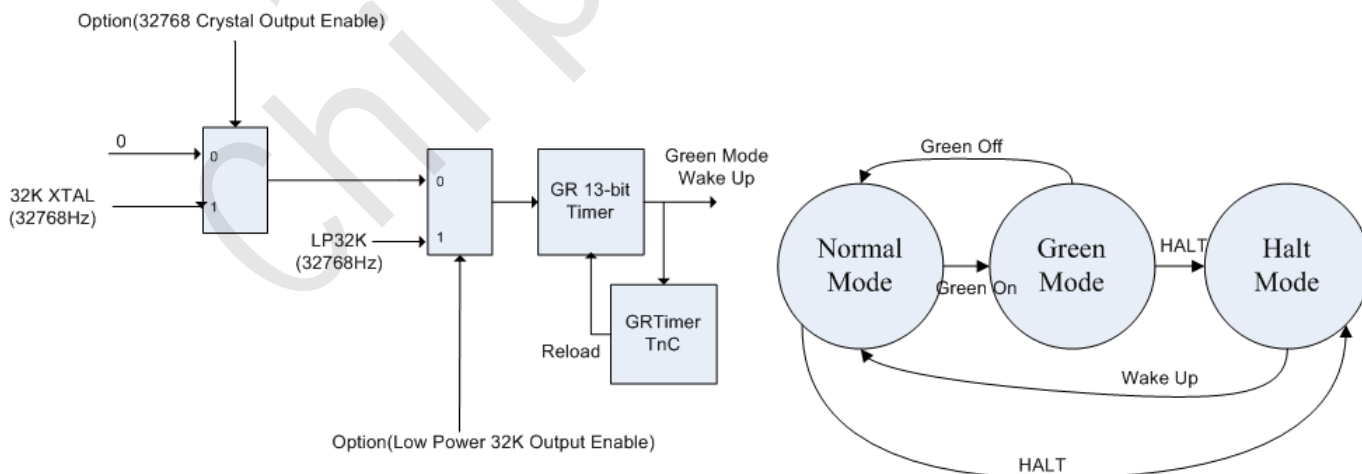 Chip
Option(32768 Crystal Output Enable)
0
0
32K XTAL
(32768Hz)
1
0
LP32K
(32768Hz)
1
GR 13-bit
Timer
Green Mode
Wake Up
Reload
GRTimer
TnC
Option(Low Power 32K Output Enable)
Green Off
Normal
Mode
Green On
Green
Mode
HALT
Halt
Mode
Wake Up
HALT